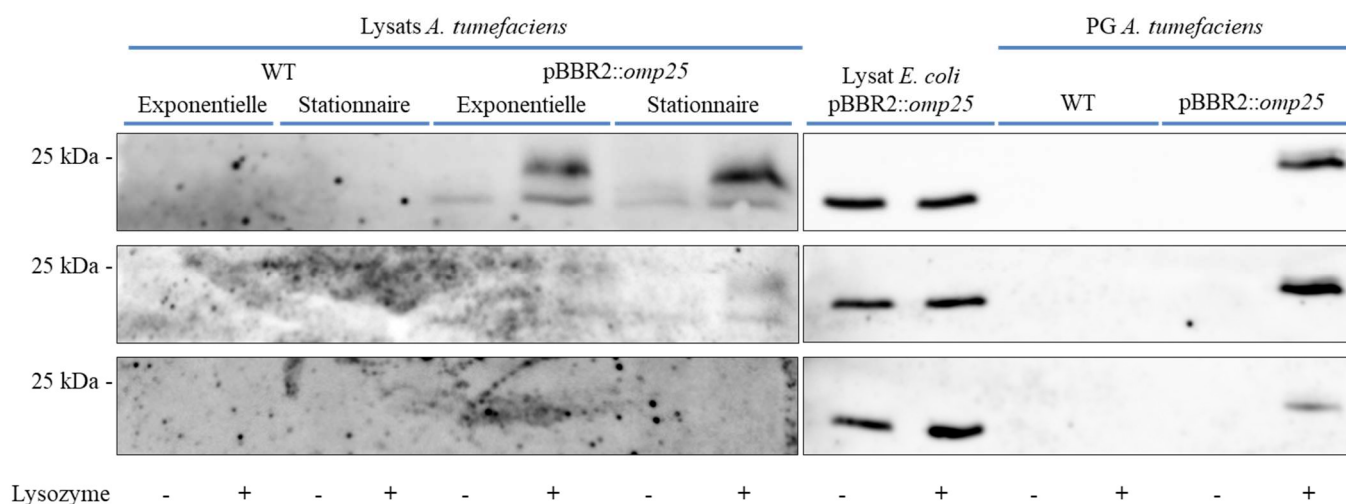 Lysats A. tumefaciens
PG A. tumefaciens
WT
pBBR2::omp25
Lysat E. coli
pBBR2::omp25
WT
pBBR2::omp25
Exponentielle
Stationnaire
Exponentielle
Stationnaire
25 kDa -
25 kDa -
25 kDa -
Lysozyme - + - + - + - + - + - + - +